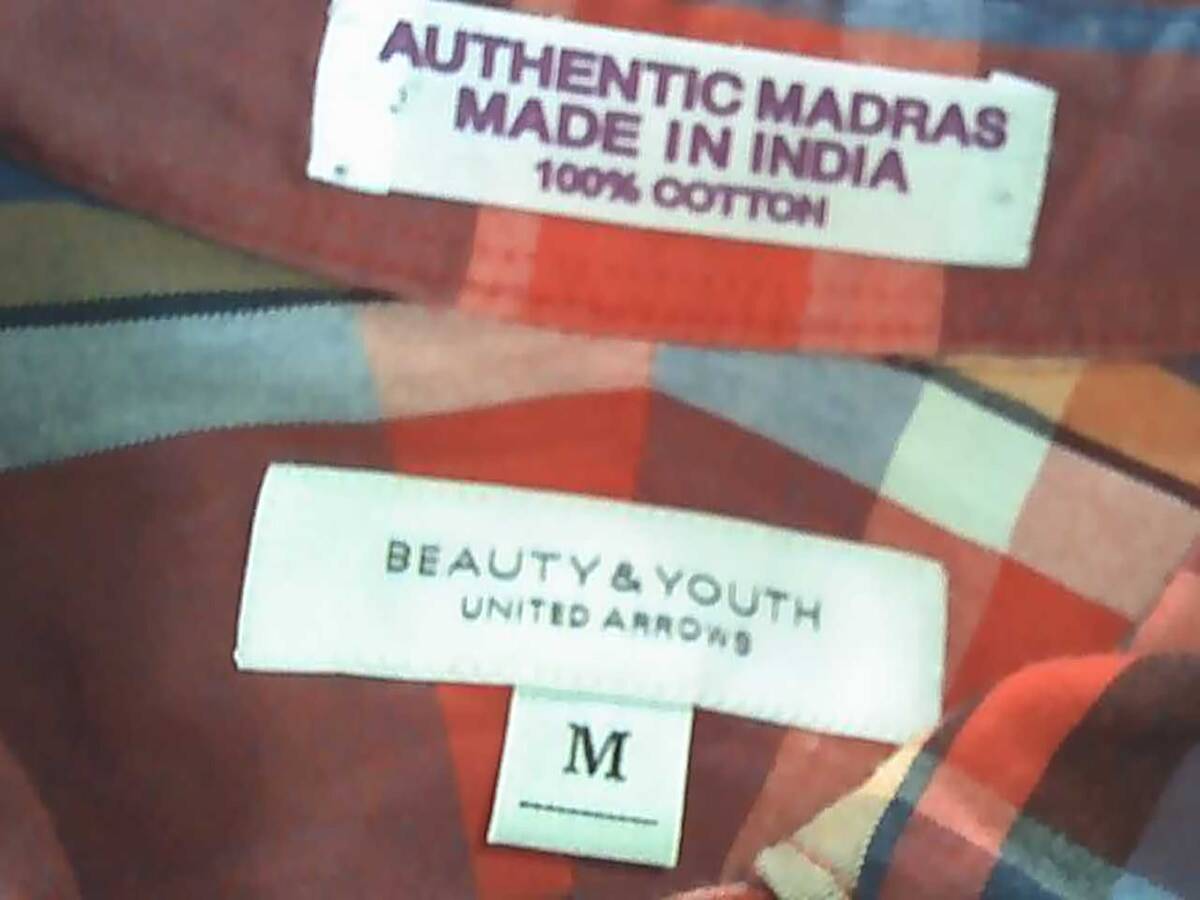 AUTHENTIC MADRAS
MADE IN INDIA
100% COTTON
BEAUTY & YOUTH
UNITED ARROWS
M